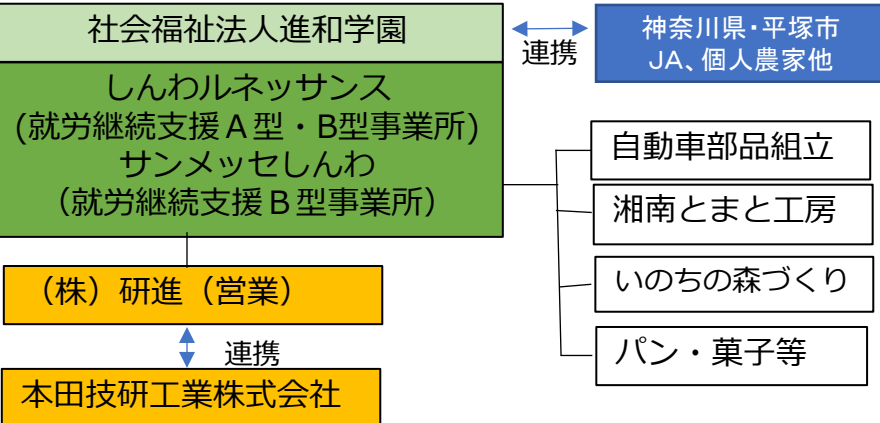 社会福祉法人進和学園
連携
神奈川県・平塚市
JA、個人農家他
しんわルネッサンス
(就労継続支援A型・B型事業所)
サンメッセしんわ
（就労継続支援B型事業所）
自動車部品組立
湘南とまと工房
いのちの森づくり
パン・菓子等
（株）研進（営業）
連携
本田技研工業株式会社